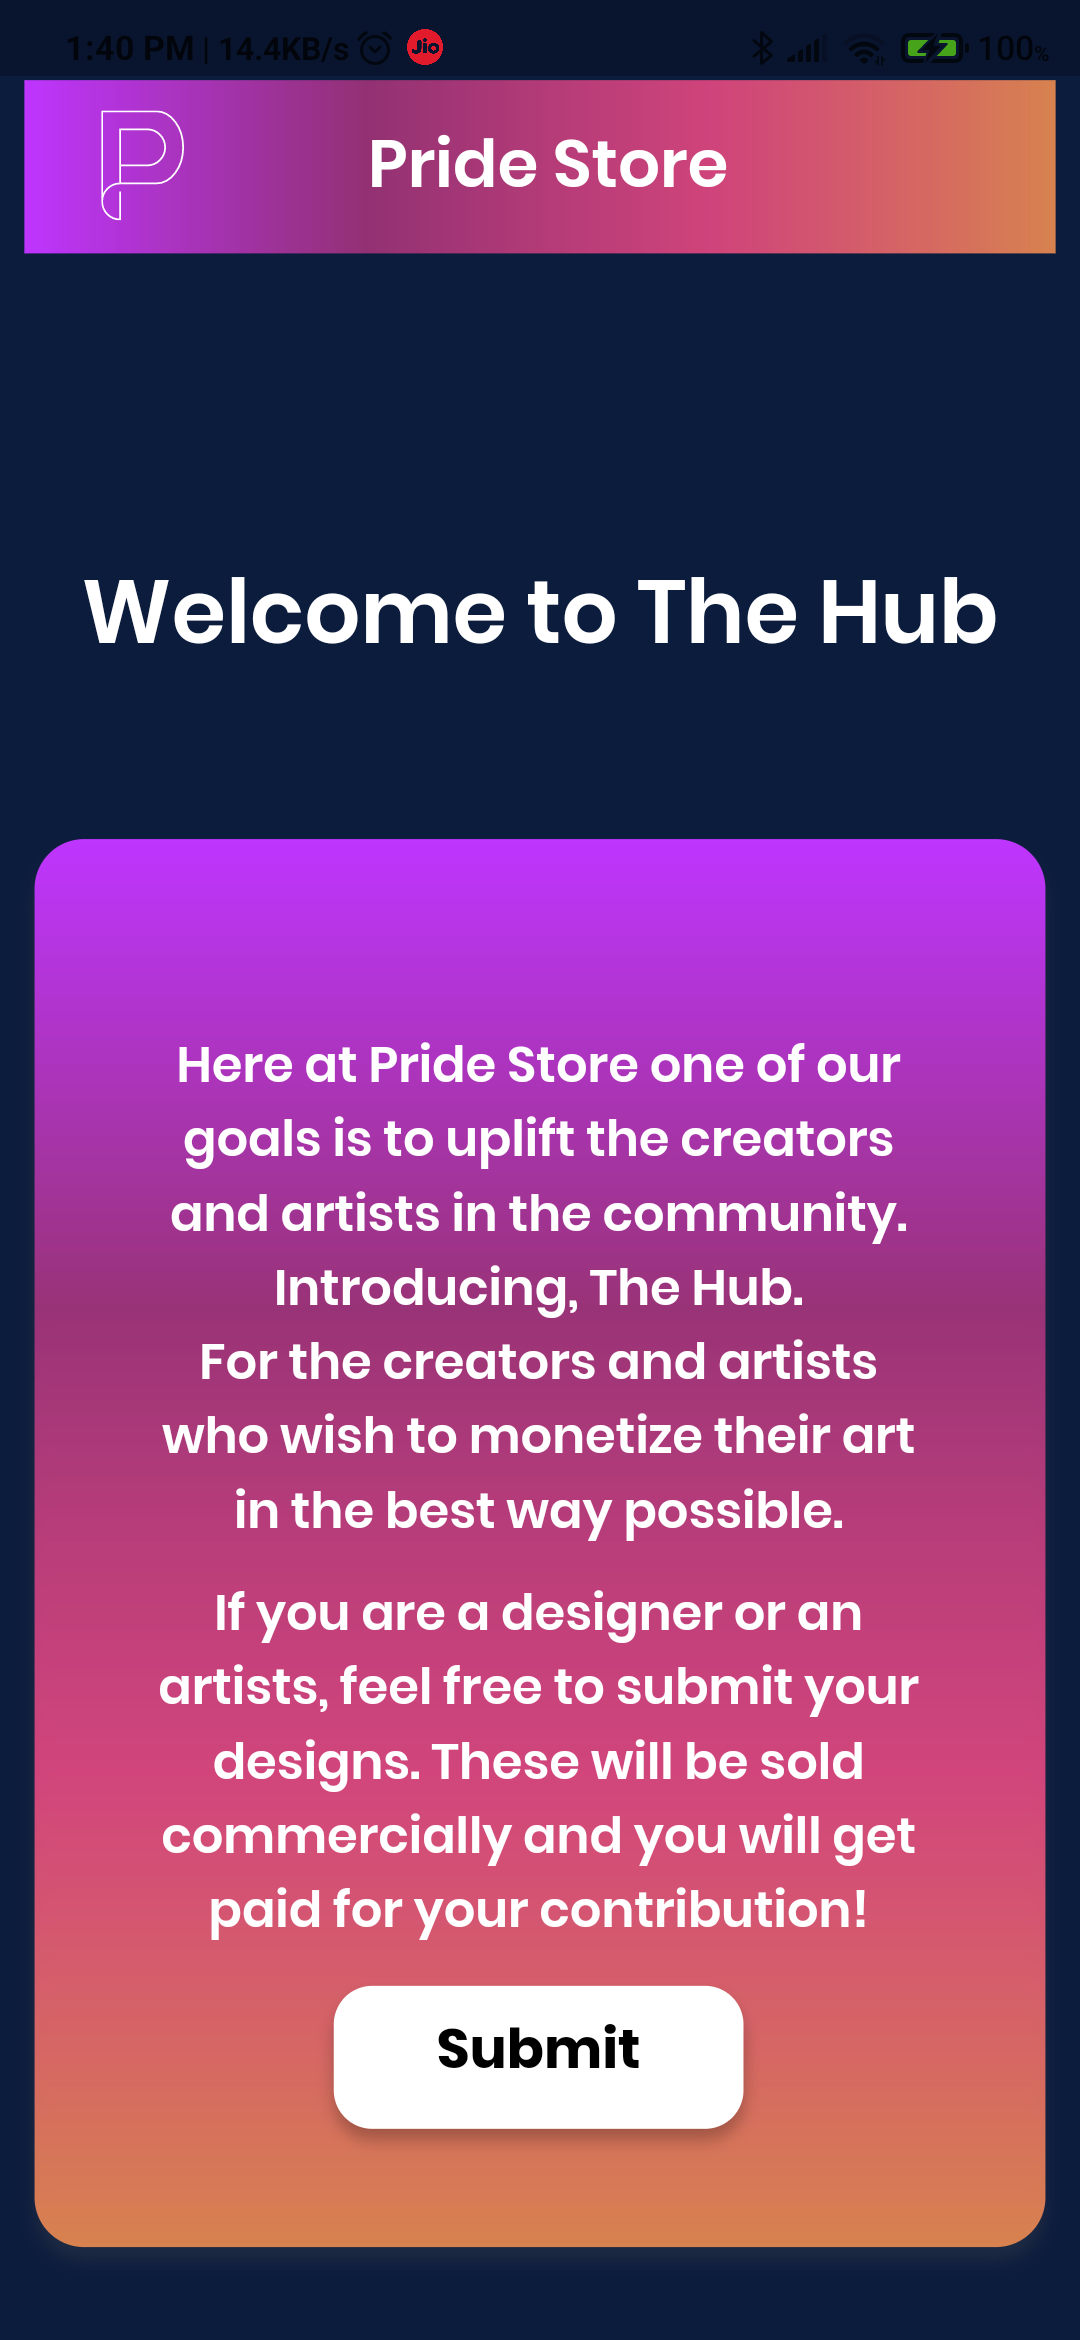 1:40 PM | 14.4KB/s Jio 100%
P Pride Store
Welcome to The Hub
Here at Pride Store one of our
goals is to uplift the creators
and artists in the community.
Introducing, The Hub.
For the creators and artists
who wish to monetize their art
in the best way possible.
If you are a designer or an
artists, feel free to submit your
designs. These will be sold
commercially and you will get
paid for your contribution!
Submit